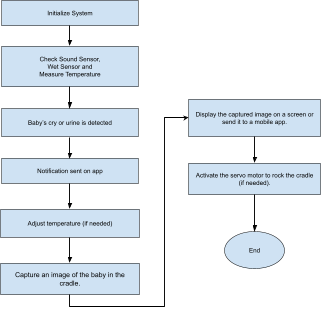 Initialize System
Check Sound Sensor,
Wet Sensor and
Measure Temperature
Baby's cry or urine is detected
Notification sent on app
Adjust temperature (if needed)
Capture an image of the baby in the
cradle.
Display the captured image on a screen or
send it to a mobile app.
Activate the servo motor to rock the cradle
(if needed).
End